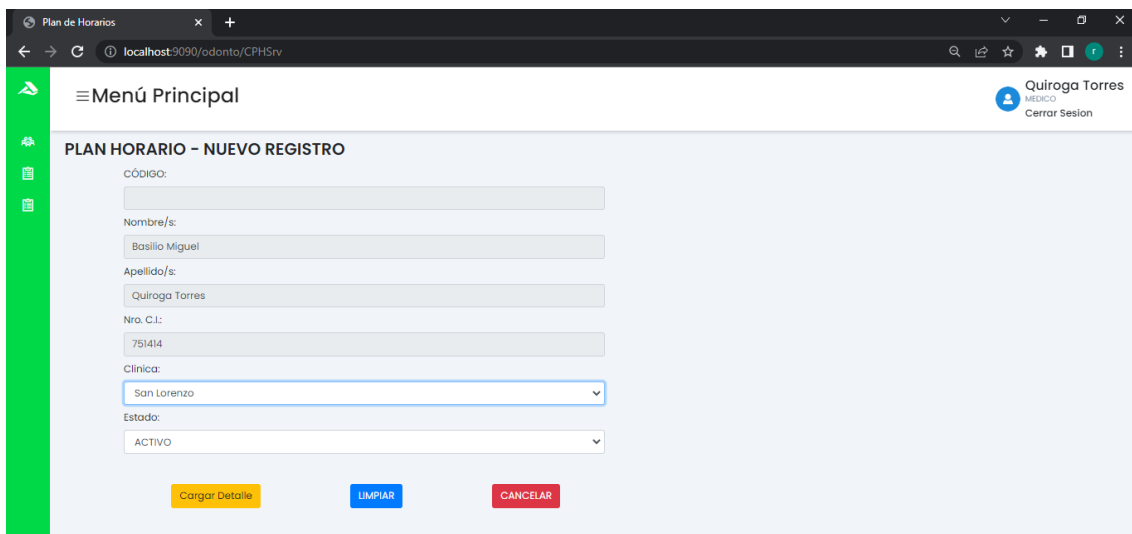 Plan de Horarios
localhost:9090/odonto/CPHSrv
r
Menú Principal
Quiroga Torres
MEDICO
Cerrar Sesion
PLAN HORARIO - NUEVO REGISTRO
CÓDIGO:
Nombre/s:
Basilio Miguel
Apellido/s:
Quiroga Torres
Nro. C.I.:
751414
Clinica:
San Lorenzo
Estado:
ACTIVO
Cargar Detalle LIMPIAR CANCELAR